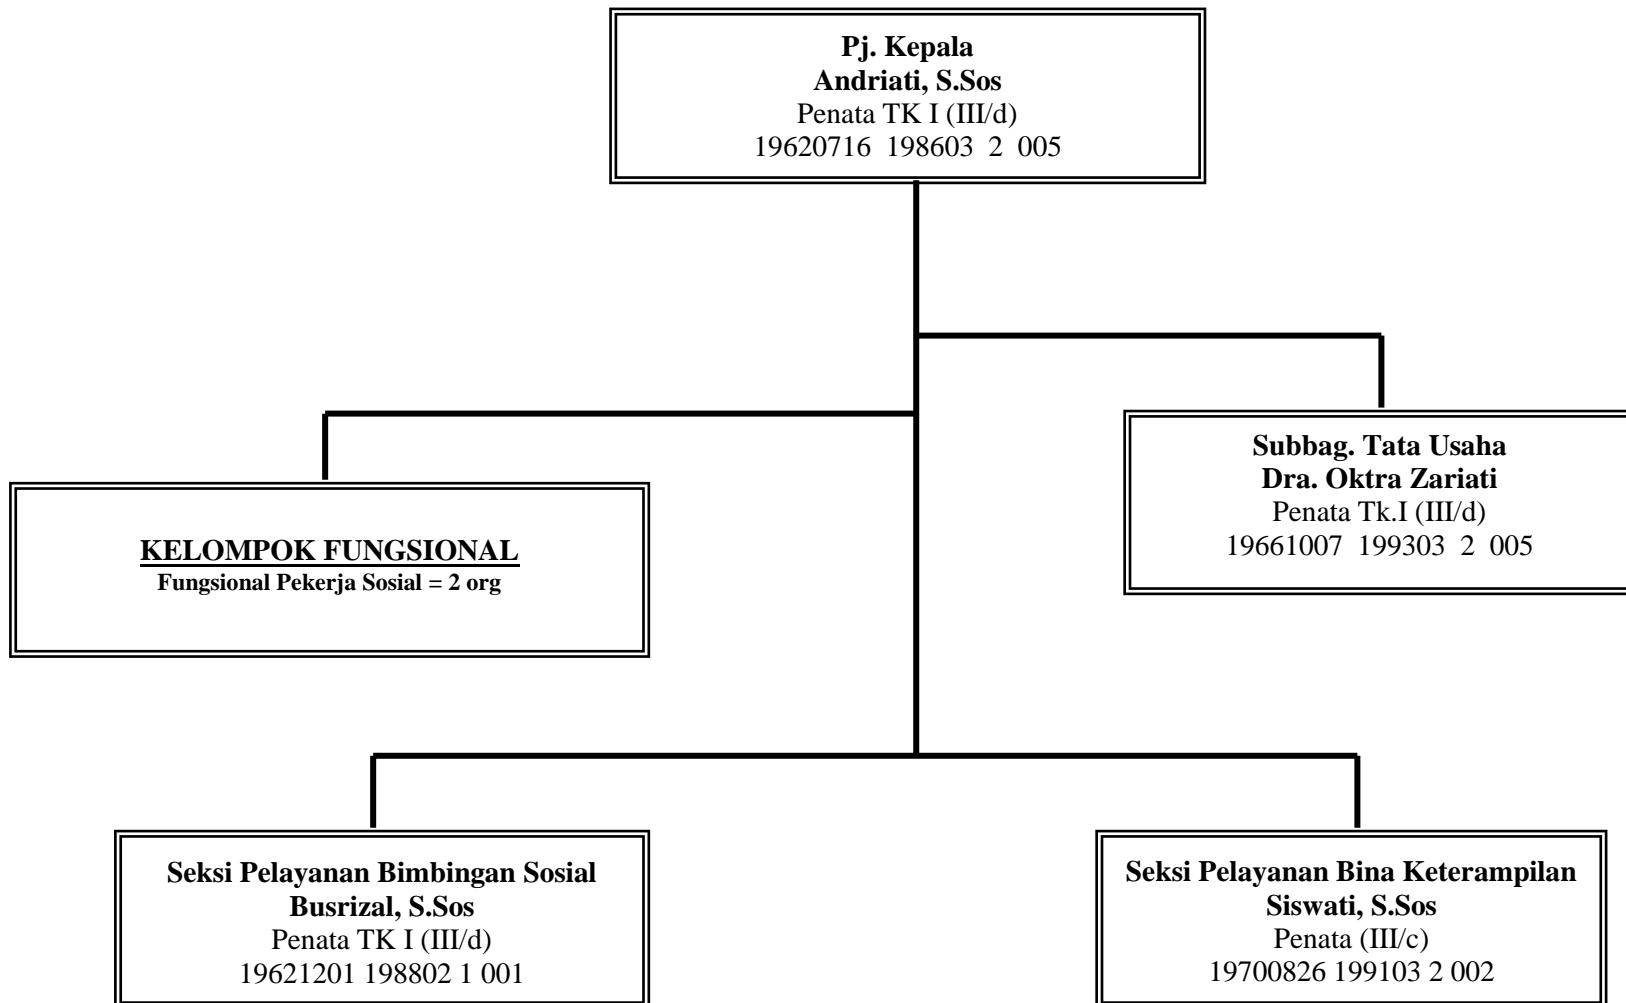 Pj. Kepala
Andriati, S.Sos
Penata TK I (III/d)
19620716 198603 2 005
Subbag. Tata Usaha
Dra. Oktra Zariati
Penata Tk.I (III/d)
19661007 199303 2 005
KELOMPOK FUNGSIONAL
Fungsional Pekerja Sosial = 2 org
Seksi Pelayanan Bimbingan Sosial
Busrizal, S.Sos
Penata TK I (III/d)
19621201 198802 1 001
Seksi Pelayanan Bina Keterampilan
Siswati, S.Sos
Penata (III/c)
19700826 199103 2 002